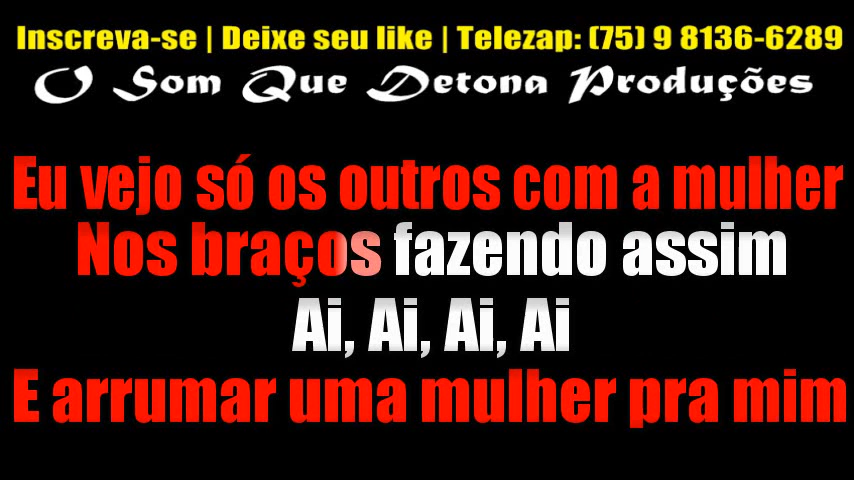 Inscreva-se | Deixe seu like | Telezap: (75) 9 8136-6289
O Som Que Detona Produções
Eu vejo só os outros com a mulher
Nos braços fazendo assim
Ai, Ai, Ai, Ai
E arrumar uma mulher pra mim